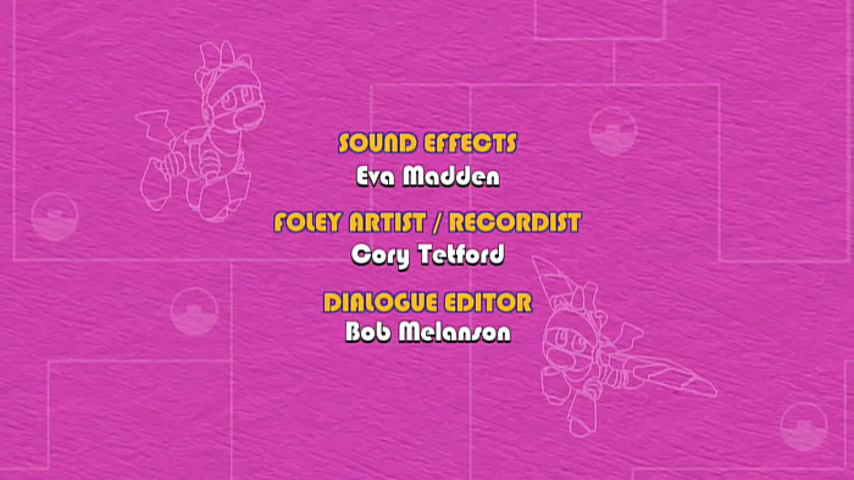 SOUND EFFECTS
Eva Madden
FOLEY ARTIST / RECORDIST
Cory Tetford
DIALOGUE EDITOR
Bob Melanson